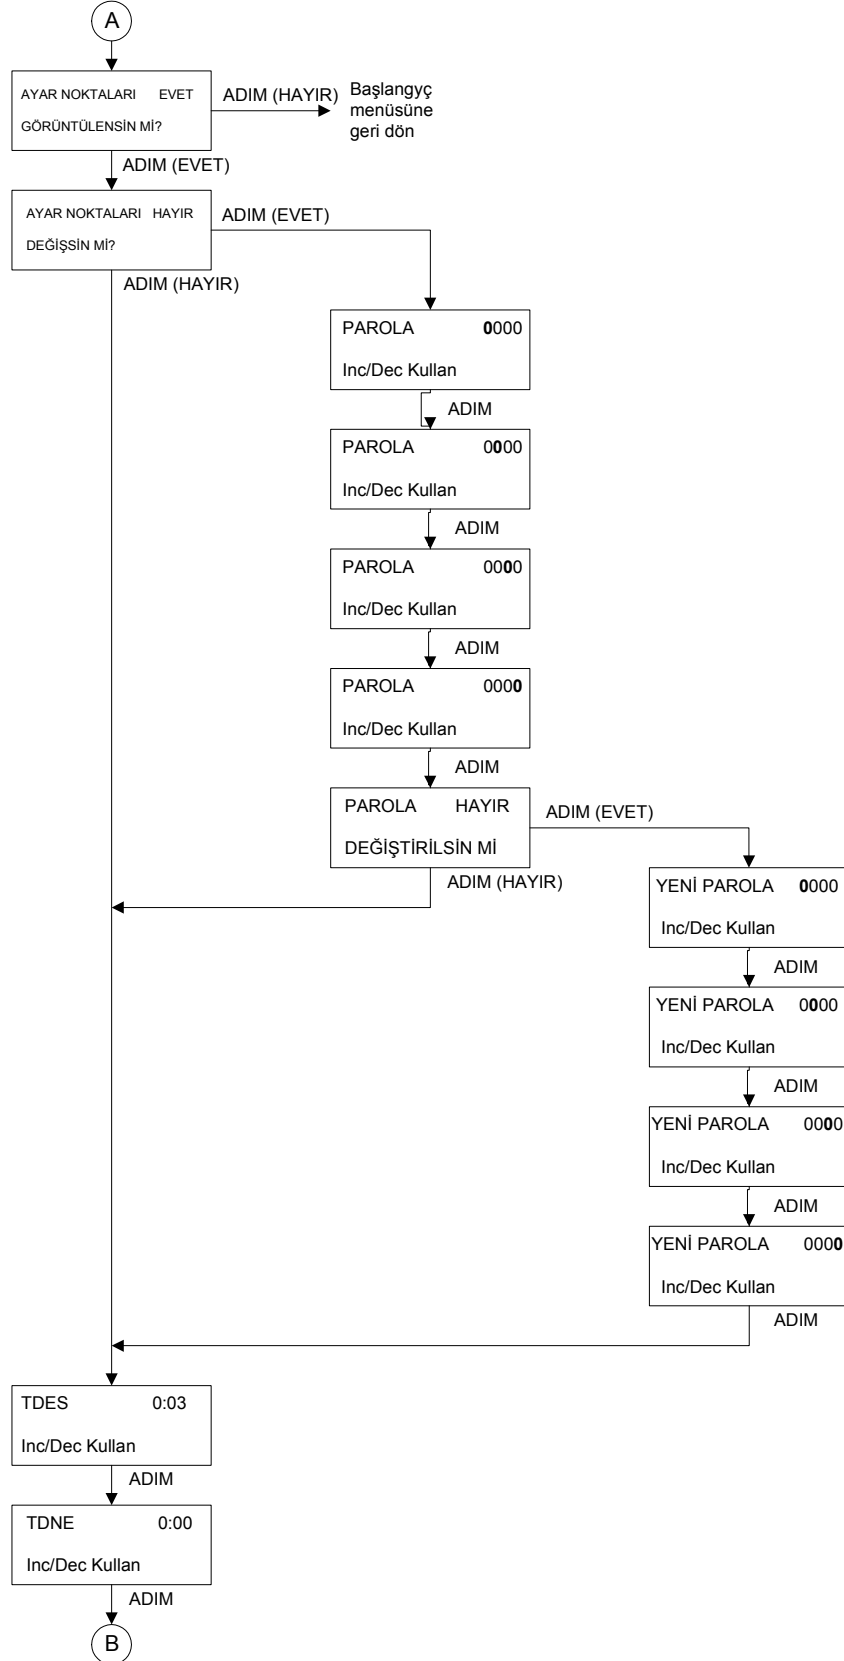 A
AYAR NOKTALARI EVET
GÖRÜNTÜLENSİN Mİ?
ADIM (HAYIR)
Başlangyç
menüsüne
geri dön
ADIM (EVET)
AYAR NOKTALARI HAYIR
DEĞİŞSİN Mİ?
ADIM (EVET)
ADIM (HAYIR)
PAROLA 0000
Inc/Dec Kullan
ADIM
PAROLA 0000
Inc/Dec Kullan
ADIM
PAROLA 0000
Inc/Dec Kullan
ADIM
PAROLA 0000
Inc/Dec Kullan
ADIM
PAROLA HAYIR
DEĞİŞTİRİLSİN Mİ
ADIM (EVET)
ADIM (HAYIR)
YENİ PAROLA 0000
Inc/Dec Kullan
ADIM
YENİ PAROLA 0000
Inc/Dec Kullan
ADIM
YENİ PAROLA 0000
Inc/Dec Kullan
ADIM
YENİ PAROLA 0000
Inc/Dec Kullan
ADIM
TDES 0:03
Inc/Dec Kullan
ADIM
TDNE 0:00
Inc/Dec Kullan
ADIM
B